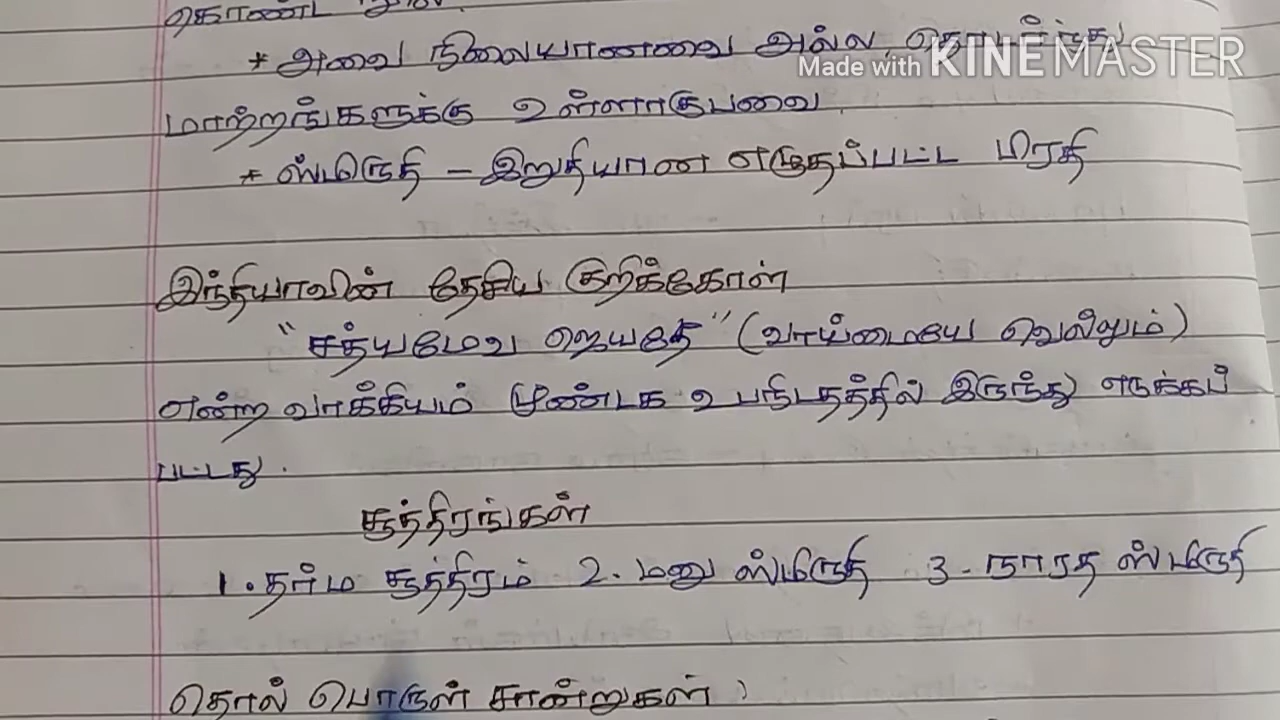 கொண்ட
* அவை நிலையானவை அல்ல, தொடர்ந்து
Made with KINEMASTER
மாற்றங்களுக்கு உள்ளாகுபவை.
* ஸ்மிருதி – இறுதியான எழுதப்பட்ட பிரதி
இந்தியாவின் தேசிய குறிக்கோள்
"சத்யமேவ ஜெயதே" (வாய்மையே வெல்லும்)
என்ற வாக்கியம் முண்டக உபநிடதத்தில் இருந்து எடுக்கப்
பட்டது.
சூத்திரங்கள்
1. தர்ம சூத்திரம் 2. மனு ஸ்மிருதி 3. நாரத ஸ்மிருதி
தொல் பொருள் சான்றுகள் :